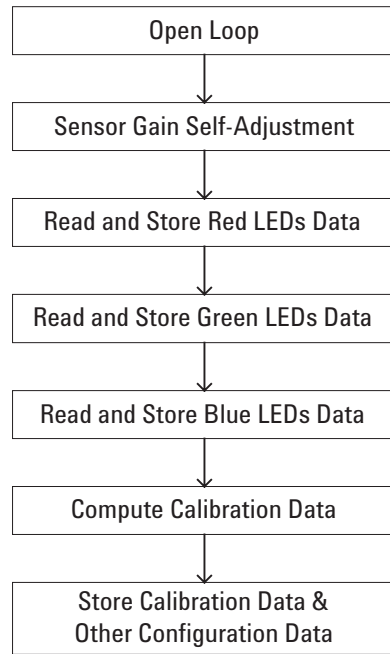 Open Loop
Sensor Gain Self-Adjustment
Read and Store Red LEDs Data
Read and Store Green LEDs Data
Read and Store Blue LEDs Data
Compute Calibration Data
Store Calibration Data &
Other Configuration Data